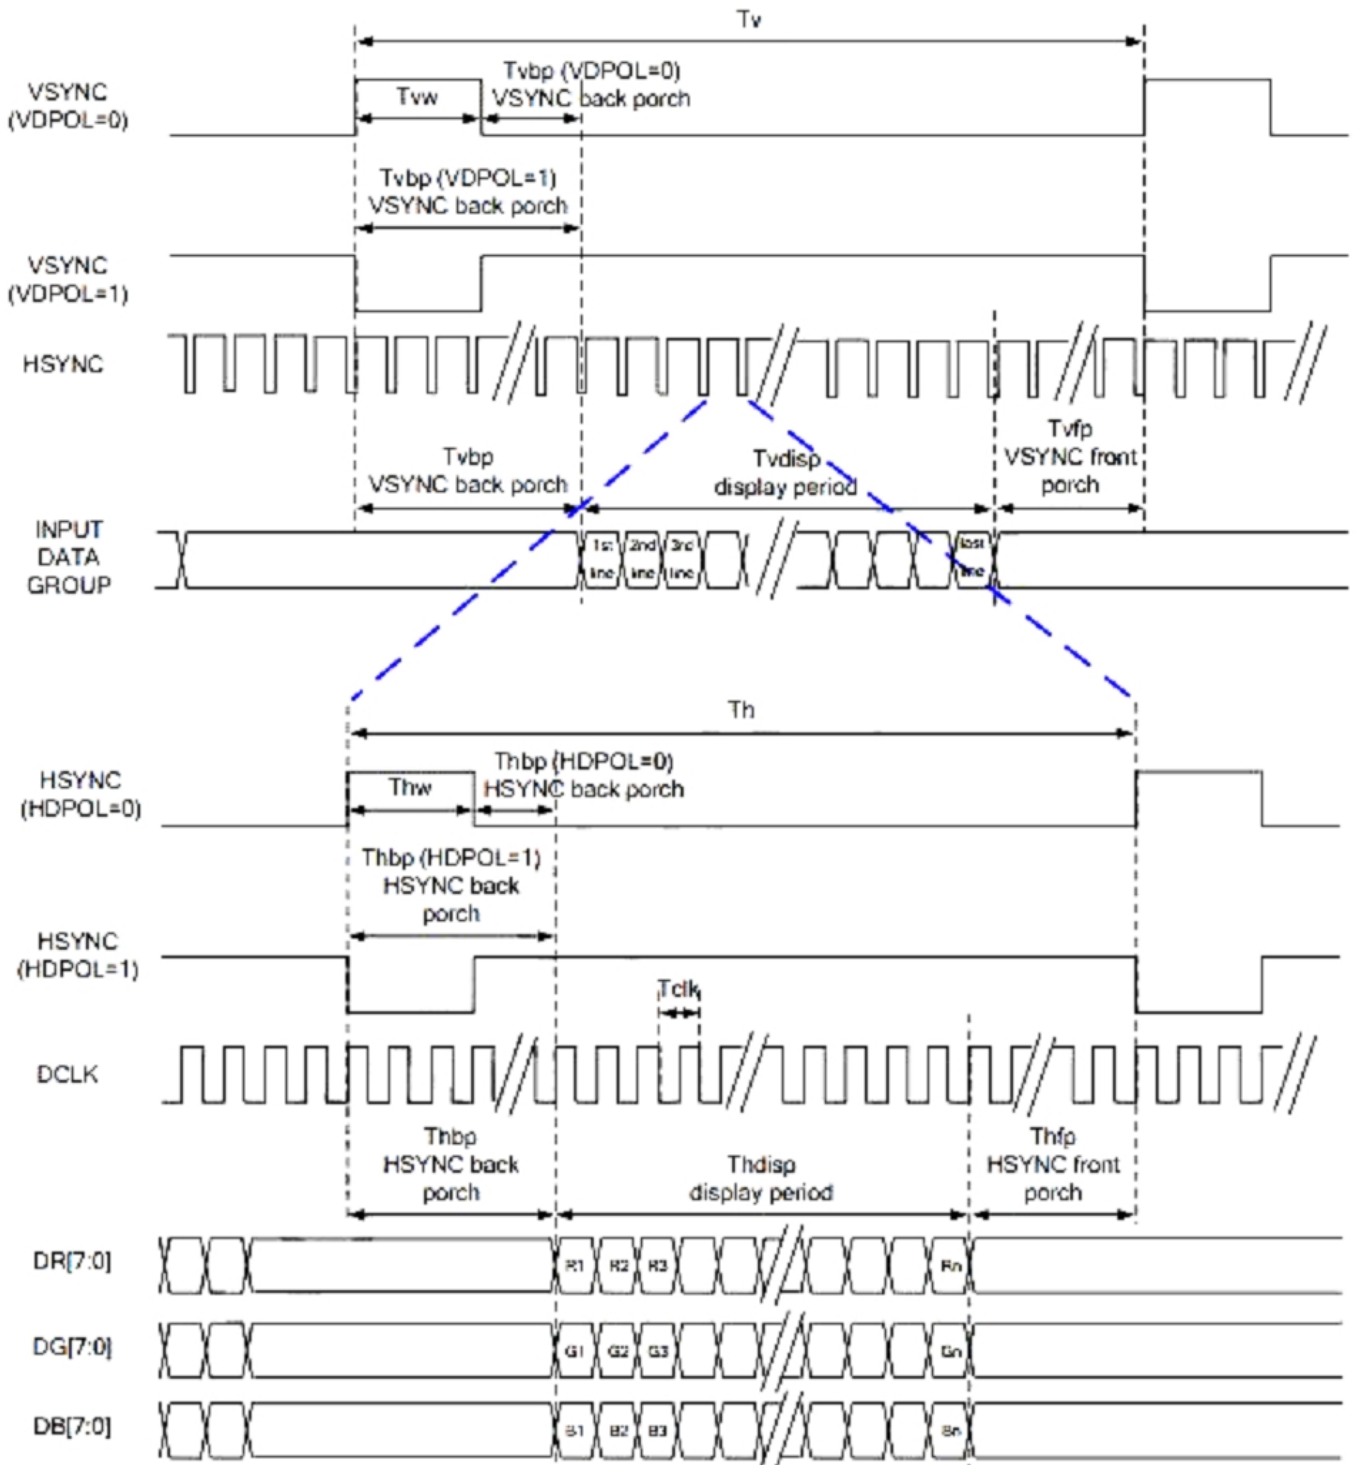 Tv
VSYNC
(VDPOL=0)
Tvw
Tvbp (VDPOL=0)
VSYNC back porch
Tvbp (VDPOL=1)
VSYNC back porch
VSYNC
(VDPOL=1)
HSYNC
Tvbp
VSYNC back porch
Tvdisp
display period
Tvfp
VSYNC front
porch
INPUT
DATA
GROUP
1st
line
2nd
line
3nd
line
last
line
Th
HSYNC
(HDPOL=0)
Thw
Thbp (HDPOL=0)
HSYNC back porch
Thbp (HDPOL=1)
HSYNC back
porch
HSYNC
(HDPOL=1)
Tclk
DCLK
Thbp
HSYNC back
porch
Thdisp
display period
Thfp
HSYNC front
porch
DR[7:0]
R1 R2 R3 Rn
DG[7:0]
G1 G2 G3 Gn
DB[7:0]
B1 B2 B3 Bn